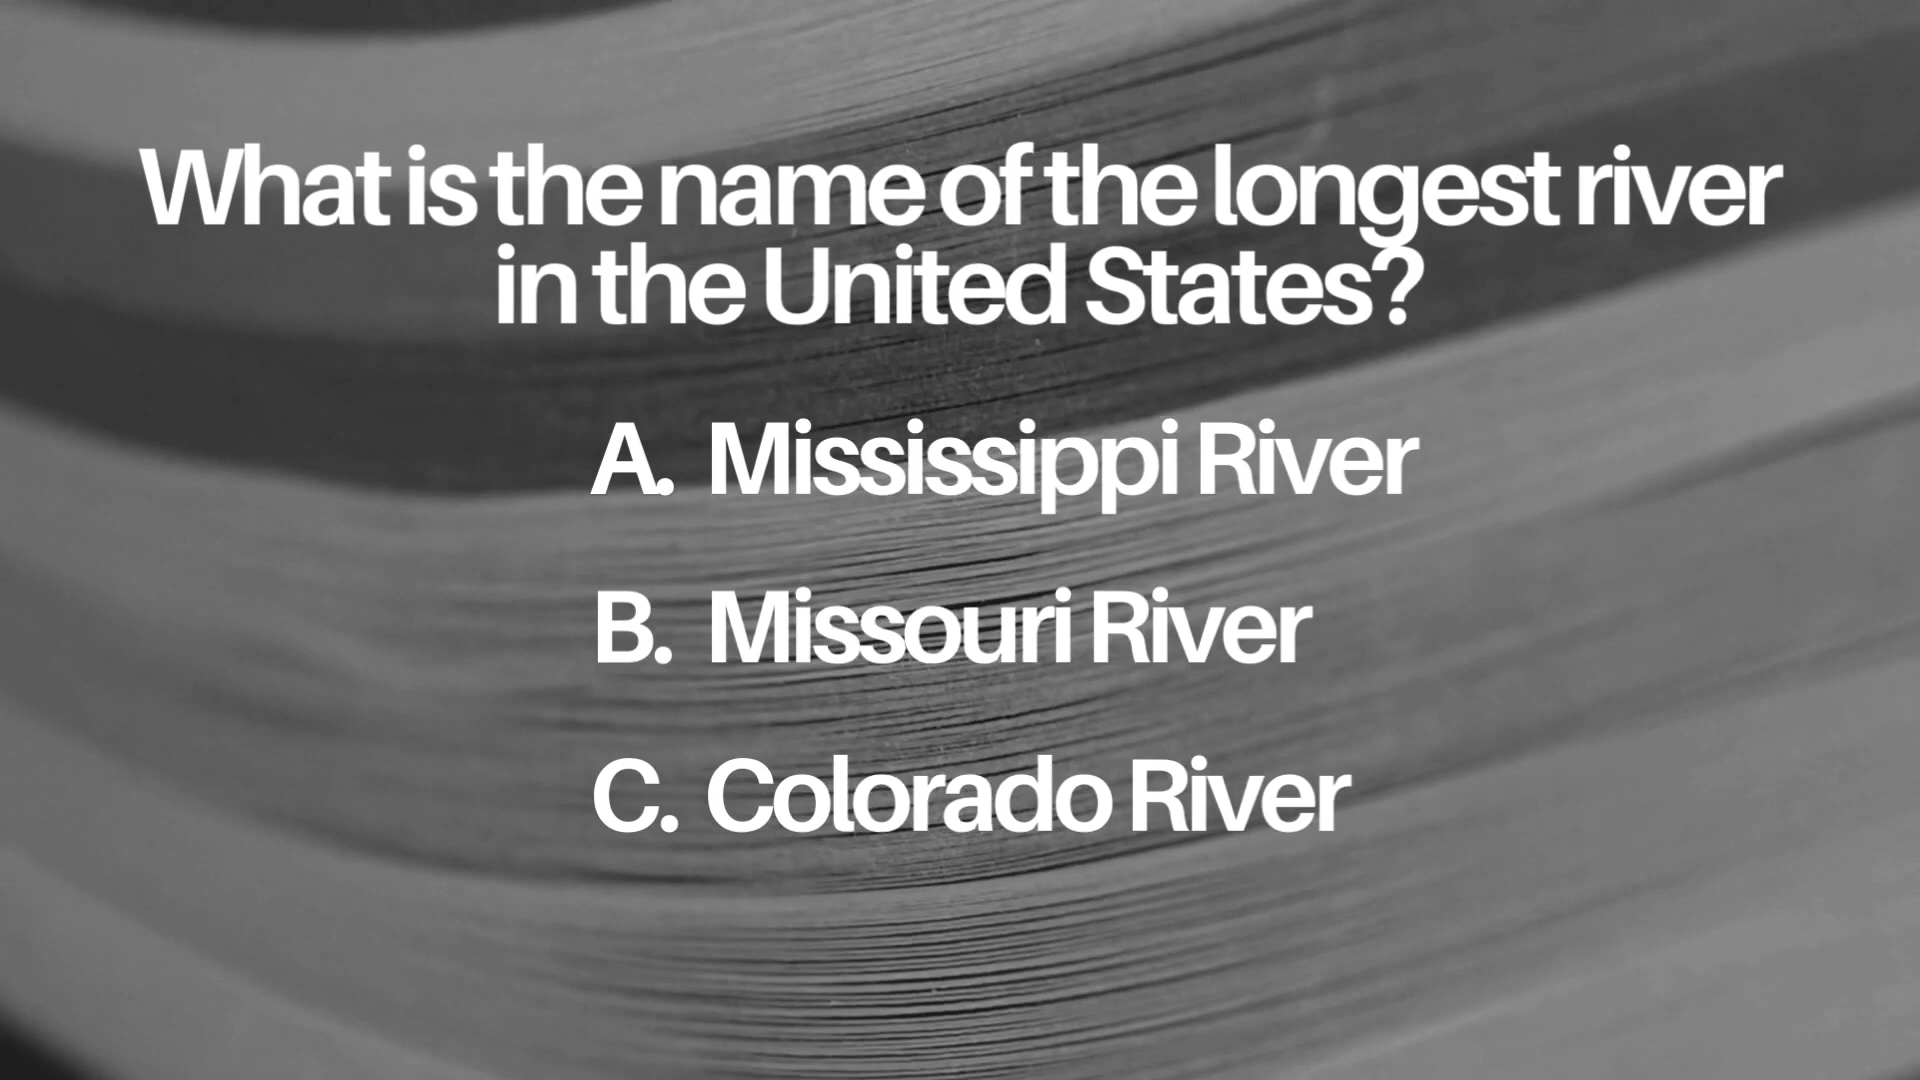 What is the name of the longest river
in the United States?
A. Mississippi River
B. Missouri River
C. Colorado River